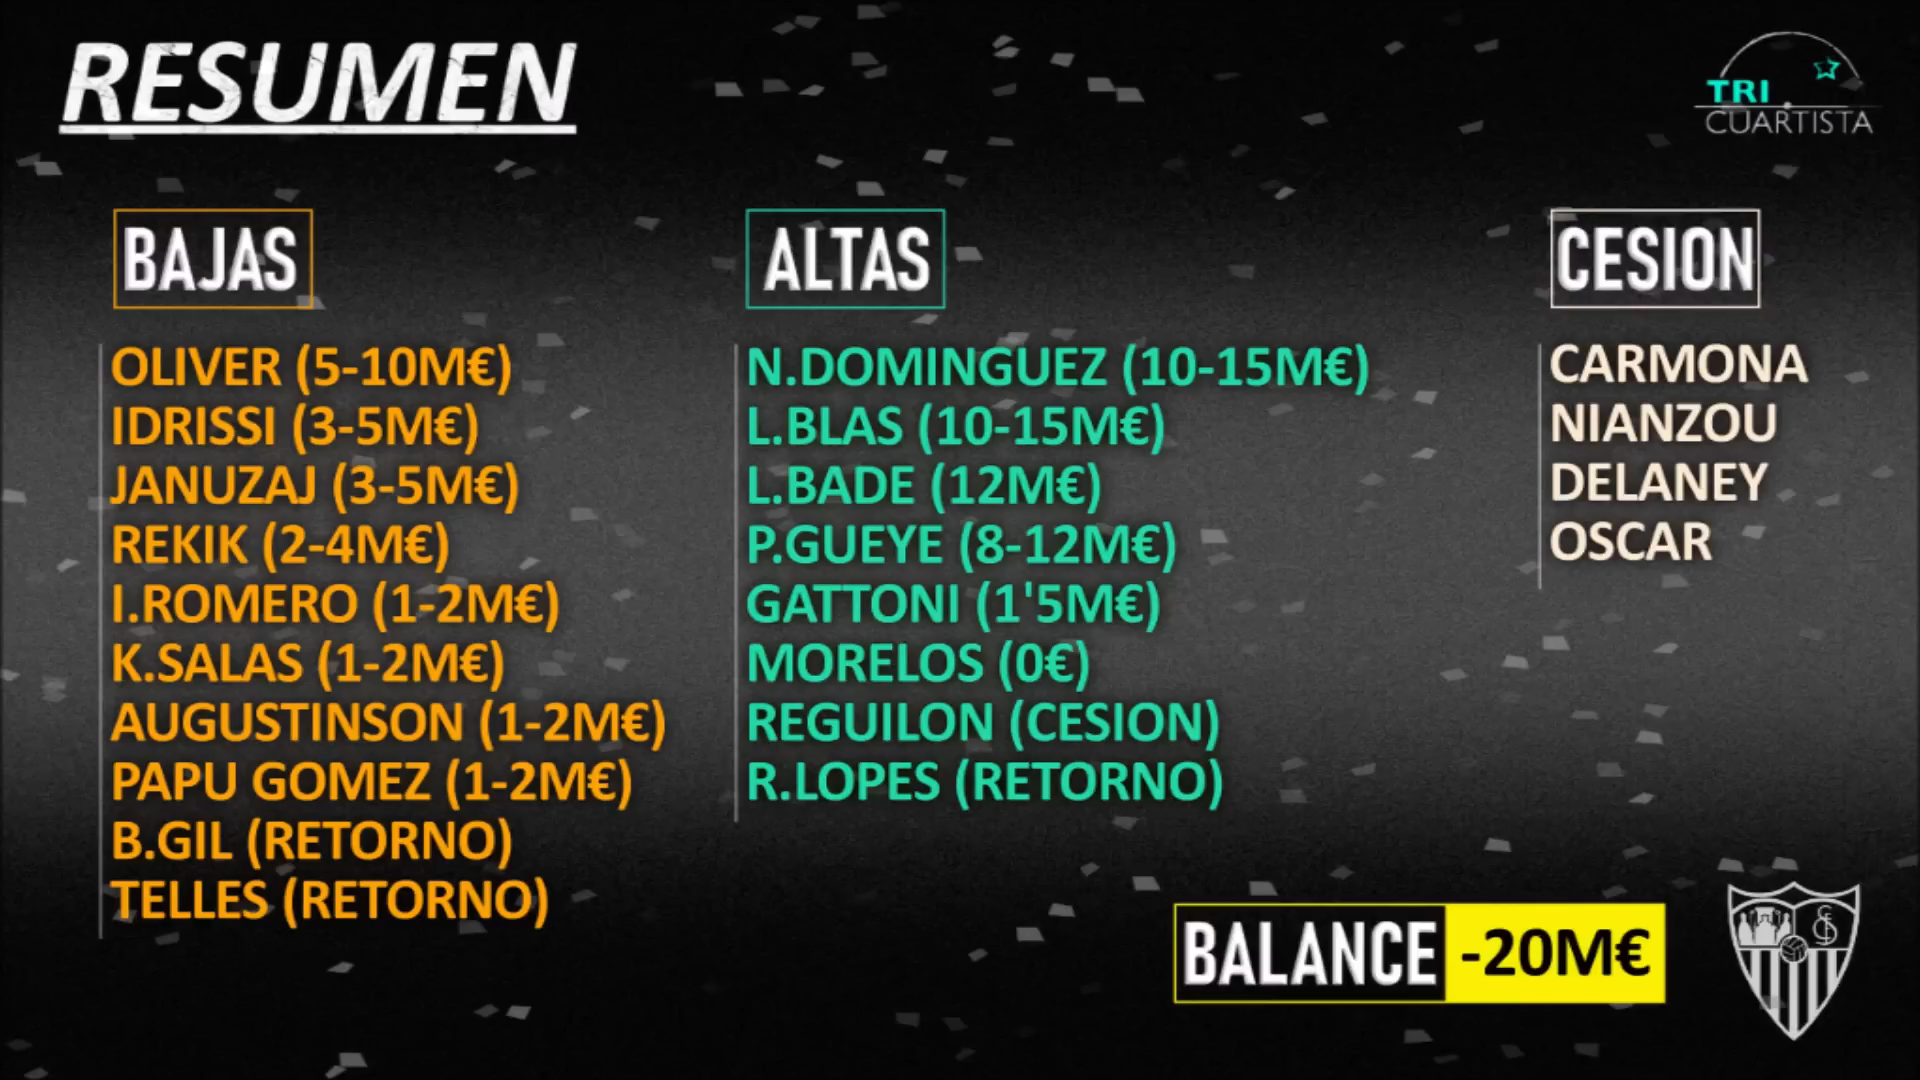 RESUMEN
TRI
CUARTISTA
BAJAS
OLIVER (5-10M€)
IDRISSI (3-5M€)
JANUZAJ (3-5M€)
REKIK (2-4M€)
I.ROMERO (1-2M€)
K.SALAS (1-2M€)
AUGUSTINSON (1-2M€)
PAPU GOMEZ (1-2M€)
B.GIL (RETORNO)
TELLES (RETORNO)
ALTAS
N.DOMINGUEZ (10-15M€)
L.BLAS (10-15M€)
L.BADE (12M€)
P.GUEYE (8-12M€)
GATTONI (1'5M€)
MORELOS (0€)
REGUILON (CESION)
R.LOPES (RETORNO)
CESION
CARMONA
NIANZOU
DELANEY
OSCAR
BALANCE -20M€